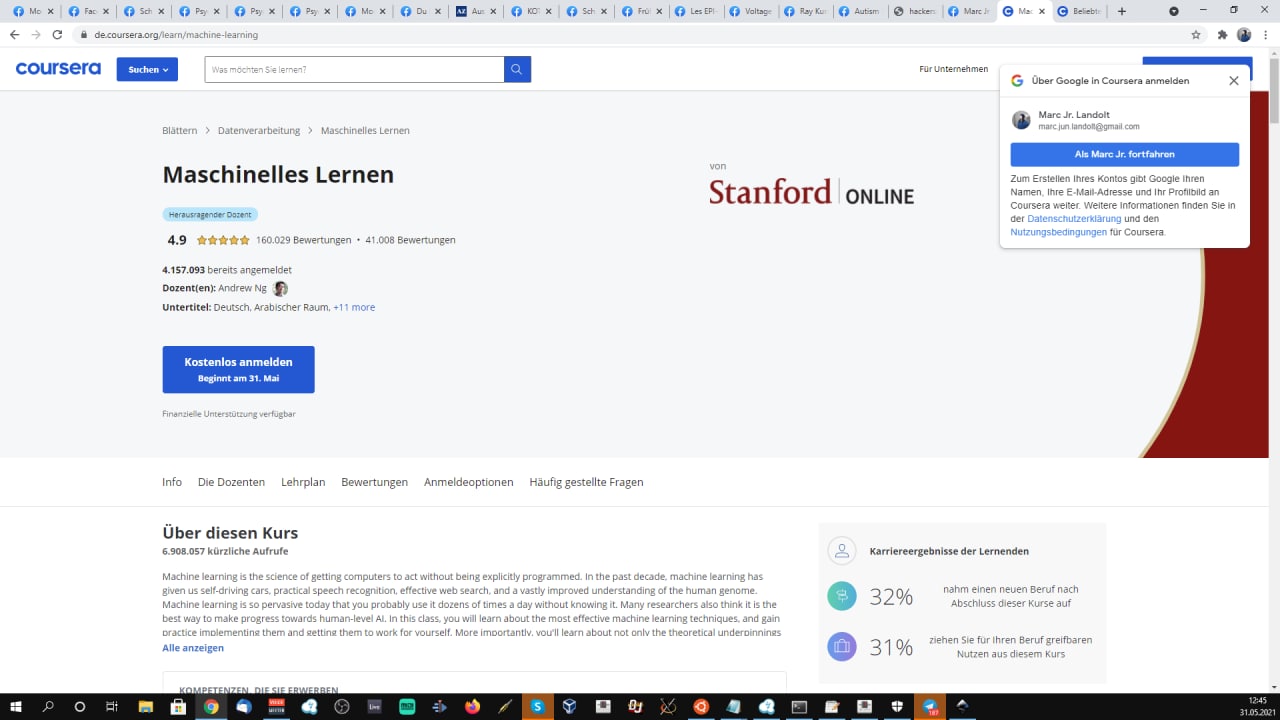 Mo
Fac
Sch
Psy
Psy
Psy
Mo
Du
AZ
Aus
KO
Sch
Frü
Les EPI
Voltage
Ray Kur
Autism
hackers
Marc Jr
Mac
Beliebte
de.coursera.org/learn/machine-learning
coursera
Suchen
Was möchten Sie lernen?
Für Unternehmen
Über Google in Coursera anmelden
Marc Jr. Landolt
marc.jun.landolt@gmail.com
Als Marc Jr. fortfahren
Zum Erstellen Ihres Kontos gibt Google Ihren
Namen, Ihre E-Mail-Adresse und Ihr Profilbild an
Coursera weiter. Weitere Informationen finden Sie in
der Datenschutzerklärung und den
Nutzungsbedingungen für Coursera.
Blättern > Datenverarbeitung > Maschinelles Lernen
Maschinelles Lernen
von
Stanford | ONLINE
Herausragender Dozent
4.9 160.029 Bewertungen • 41.008 Bewertungen
4.157.093 bereits angemeldet
Dozent(en): Andrew Ng
Untertitel: Deutsch, Arabischer Raum, +11 more
Kostenlos anmelden
Beginnt am 31. Mai
Finanzielle Unterstützung verfügbar
Info Die Dozenten Lehrplan Bewertungen Anmeldeoptionen Häufig gestellte Fragen
Über diesen Kurs
6.908.057 kürzliche Aufrufe
Machine learning is the science of getting computers to act without being explicitly programmed. In the past decade, machine learning has
given us self-driving cars, practical speech recognition, effective web search, and a vastly improved understanding of the human genome.
Machine learning is so pervasive today that you probably use it dozens of times a day without knowing it. Many researchers also think it is the
best way to make progress towards human-level AI. In this class, you will learn about the most effective machine learning techniques, and gain
practice implementing them and getting them to work for yourself. More importantly, you'll learn about not only the theoretical underpinnings
Alle anzeigen
KOMPETENZEN, DIE SIE ERWERBEN
Karriereergebnisse der Lernenden
32%
nahm einen neuen Beruf nach
Abschluss dieser Kurse auf
31%
ziehen Sie für Ihren Beruf greifbaren
Nutzen aus diesem Kurs
Live
187
12:45
31.05.2021